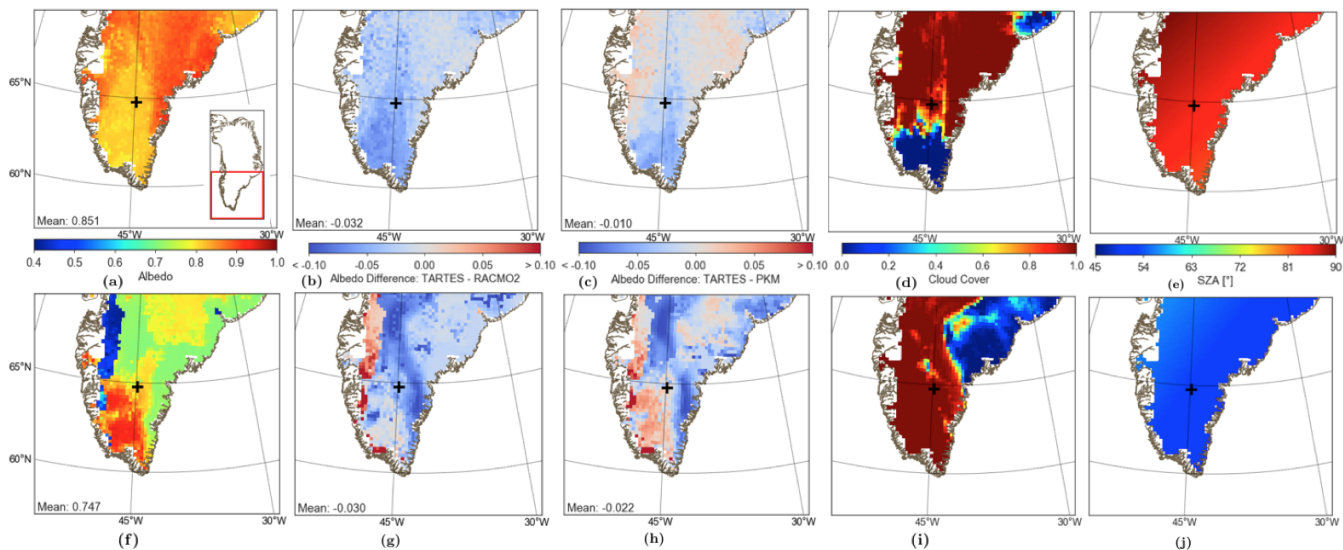 65°N
60°N
Mean: 0.851
Mean: -0.032
Mean: -0.010
45°W
30°W
45°W
30°W
45°W
30°W
45°W
30°W
45°W
30°W
0.4 0.5 0.6 0.7 0.8 0.9 1.0
< -0.10 -0.05 0.00 0.05 > 0.10
< -0.10 -0.05 0.00 0.05 > 0.10
0.0 0.2 0.4 0.6 0.8 1.0
45 54 63 72 81 90
(a) Albedo
(b) Albedo Difference: TARTES - RACMO2
(c) Albedo Difference: TARTES - PKM
(d) Cloud Cover
(e) SZA [°]
65°N
60°N
Mean: 0.747
Mean: -0.030
Mean: -0.022
45°W
30°W
45°W
30°W
45°W
30°W
45°W
30°W
45°W
30°W
(f)
(g)
(h)
(i)
(j)